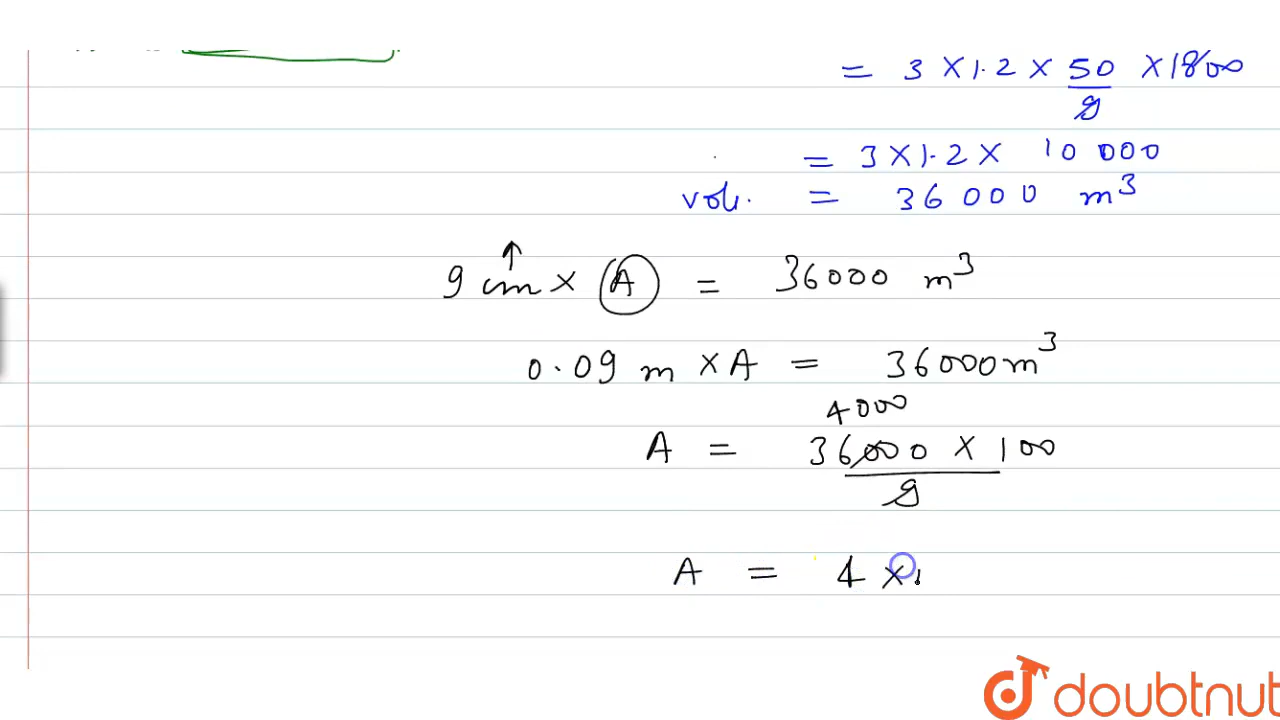 = 3 × 1.2 × 50/9 × 1800
= 3 × 1.2 × 10 000
vol. = 36 000 m³
9 cm × A = 36000 m³
0.09 m × A = 36000 m³
4000
A = 36000 × 100
9
A = 4 × 1
doubtnut